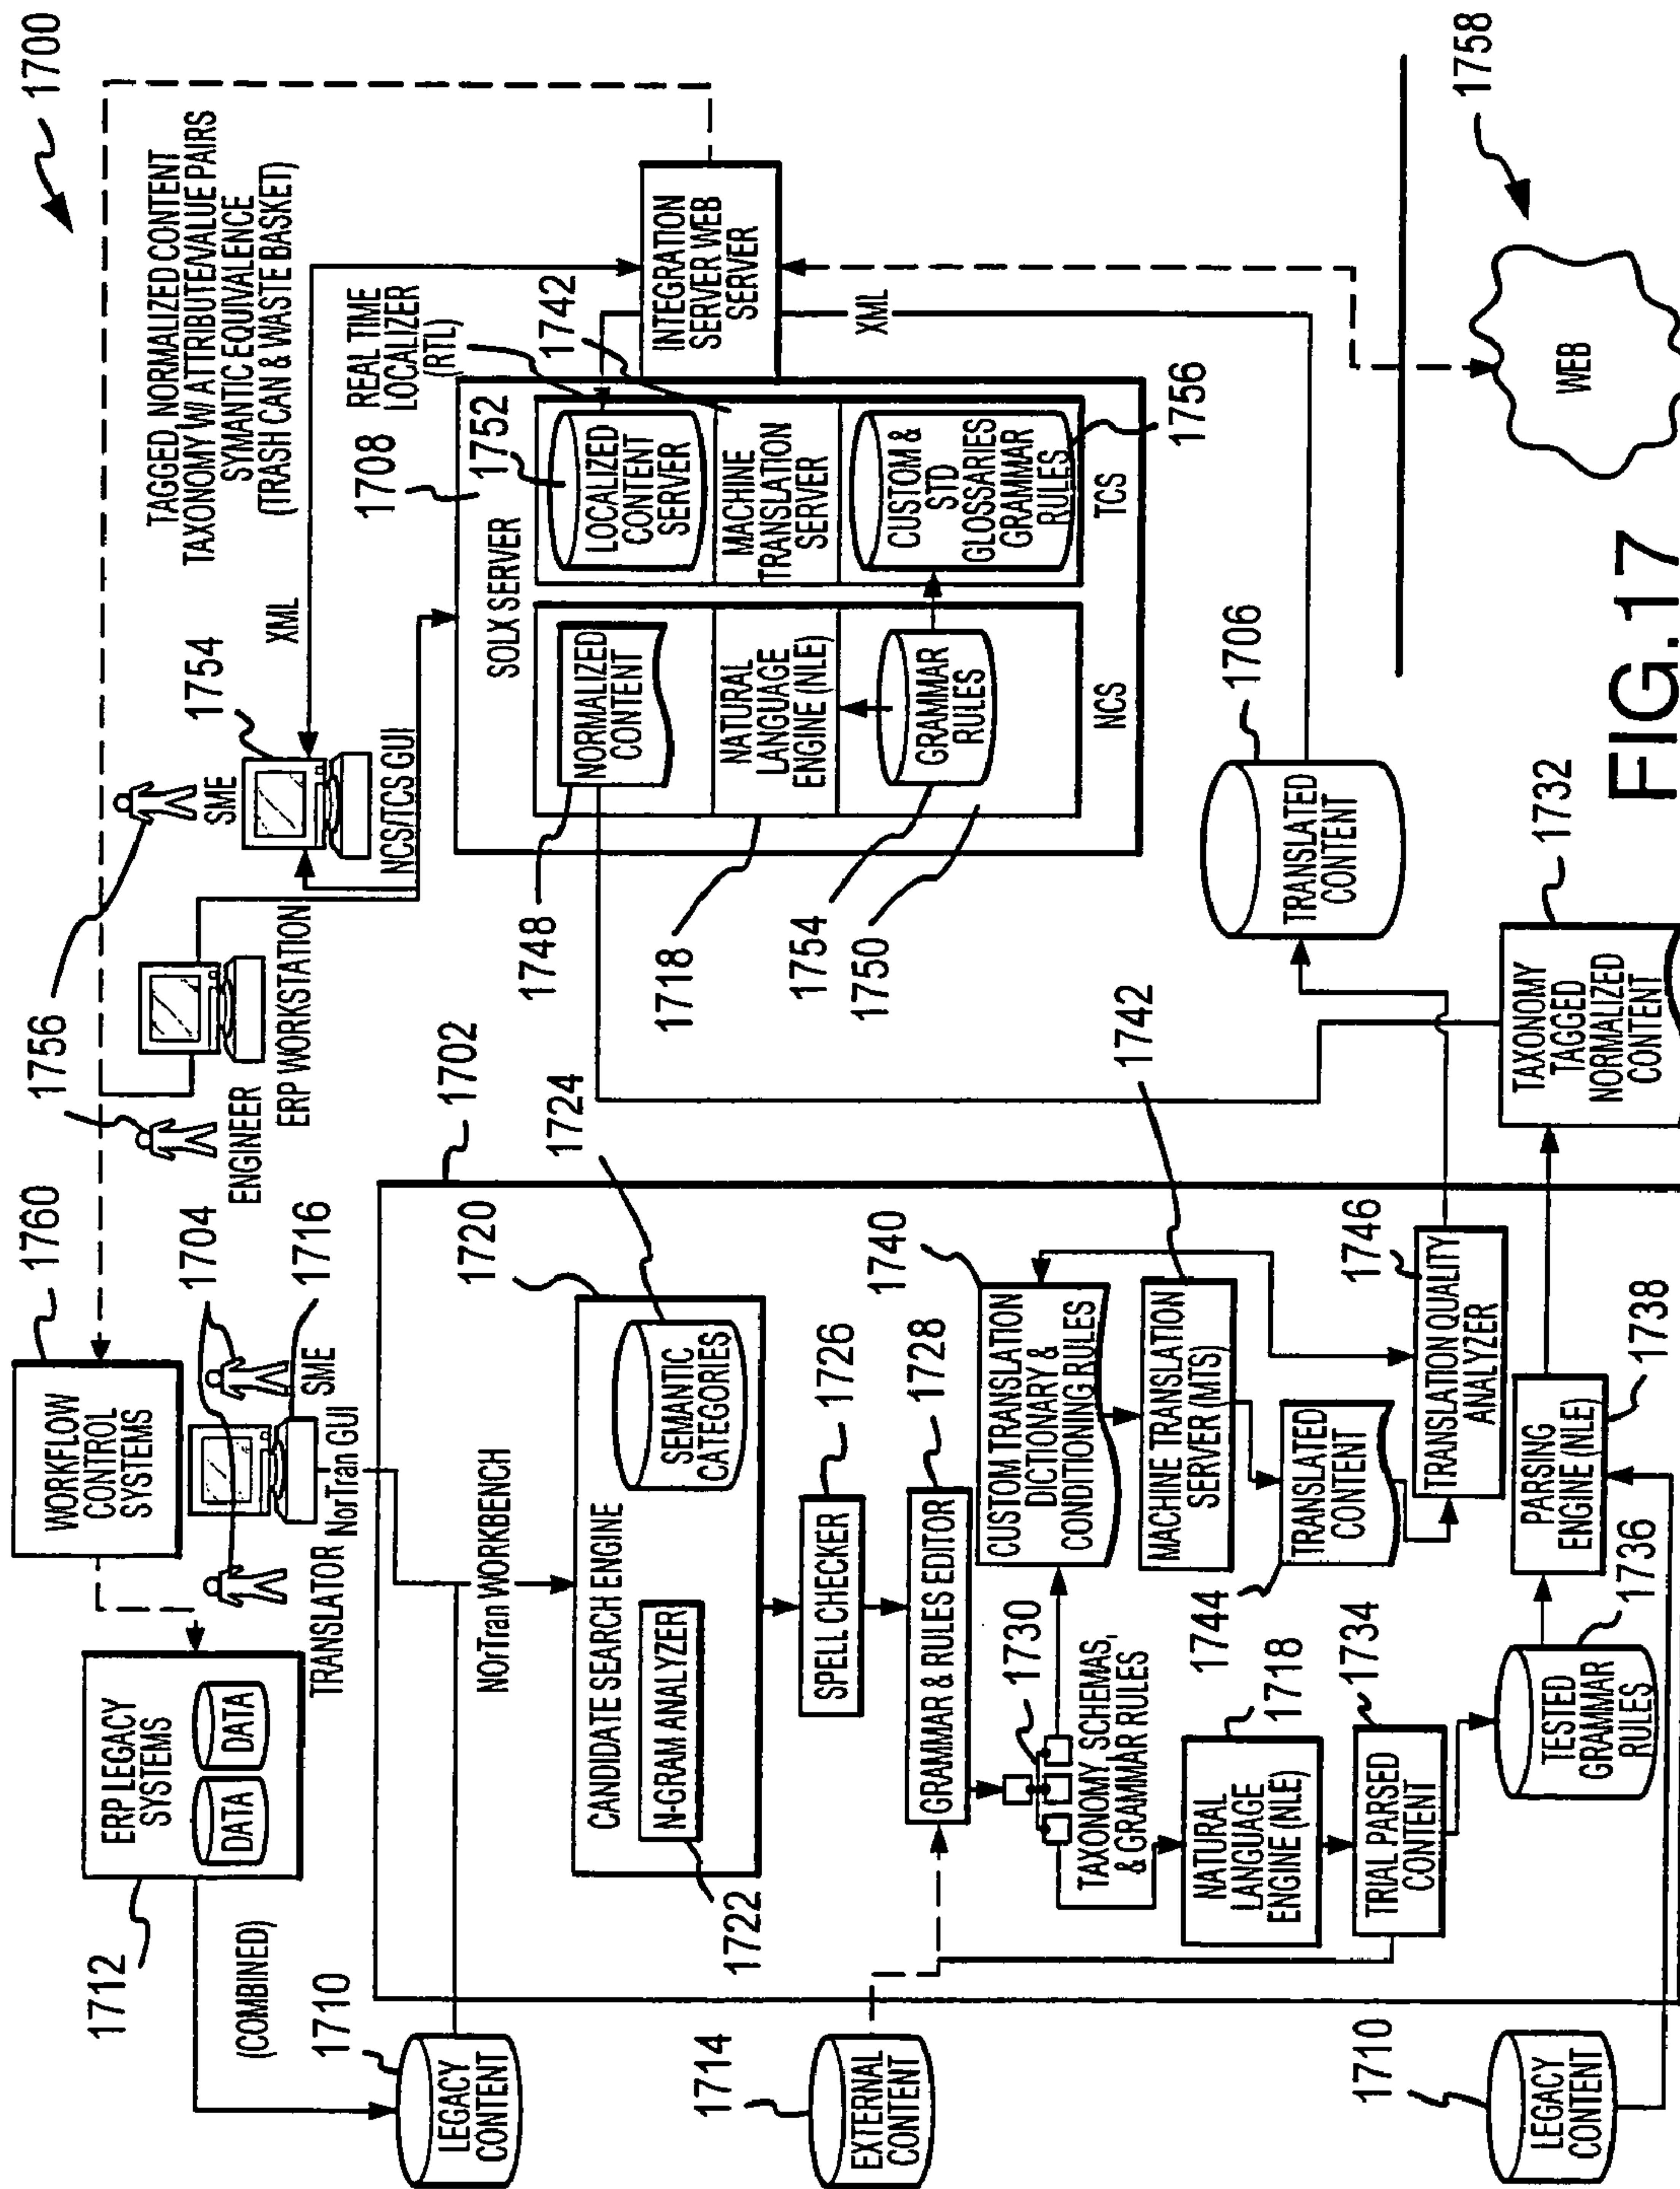 1700
1760
WORKFLOW
CONTROL
SYSTEMS
1704
1716
SME
TRANSLATOR
NorTran GUI
1712
ERP LEGACY
SYSTEMS
DATA
DATA
(COMBINED)
1710
LEGACY
CONTENT
1756
ENGINEER
ERP WORKSTATION
SME
1754
NCS/TCS GUI
XML
TAGGED NORMALIZED CONTENT
TAXONOMY W/ ATTRIBUTE/VALUE PAIRS
SYMANTIC EQUIVALENCE
(TRASH CAN & WASTE BASKET)
1702
NOrTran WORKBENCH
1720
CANDIDATE SEARCH ENGINE
N-GRAM ANALYZER
1722
SEMANTIC
CATEGORIES
1724
SPELL CHECKER
1726
GRAMMAR & RULES EDITOR
1728
1714
EXTERNAL
CONTENT
1730
TAXONOMY, SCHEMAS,
& GRAMMAR RULES
1740
CUSTOM TRANSLATION
DICTIONARY &
CONDITIONING RULES
1742
MACHINE TRANSLATION
SERVER (MTS)
1744
TRANSLATED
CONTENT
1746
TRANSLATION QUALITY
ANALYZER
1718
NATURAL
LANGUAGE
ENGINE (NLE)
1734
TRIAL PARSED
CONTENT
1736
TESTED
GRAMMAR
RULES
1738
PARSING
ENGINE (NLE)
1710
LEGACY
CONTENT
1708
SOLX SERVER
1748
NORMALIZED
CONTENT
1718
NATURAL
LANGUAGE
ENGINE (NLE)
1754
1750
GRAMMAR
RULES
NCS
1752
LOCALIZED
CONTENT
SERVER
REAL TIME
LOCALIZER
(RTL)
1742
MACHINE
TRANSLATION
SERVER
CUSTOM &
STD
GLOSSARIES
GRAMMAR
RULES
TCS
1756
INTEGRATION
SERVER WEB
SERVER
XML
1706
TRANSLATED
CONTENT
1732
TAXONOMY
TAGGED
NORMALIZED
CONTENT
1758
WEB
FIG.17